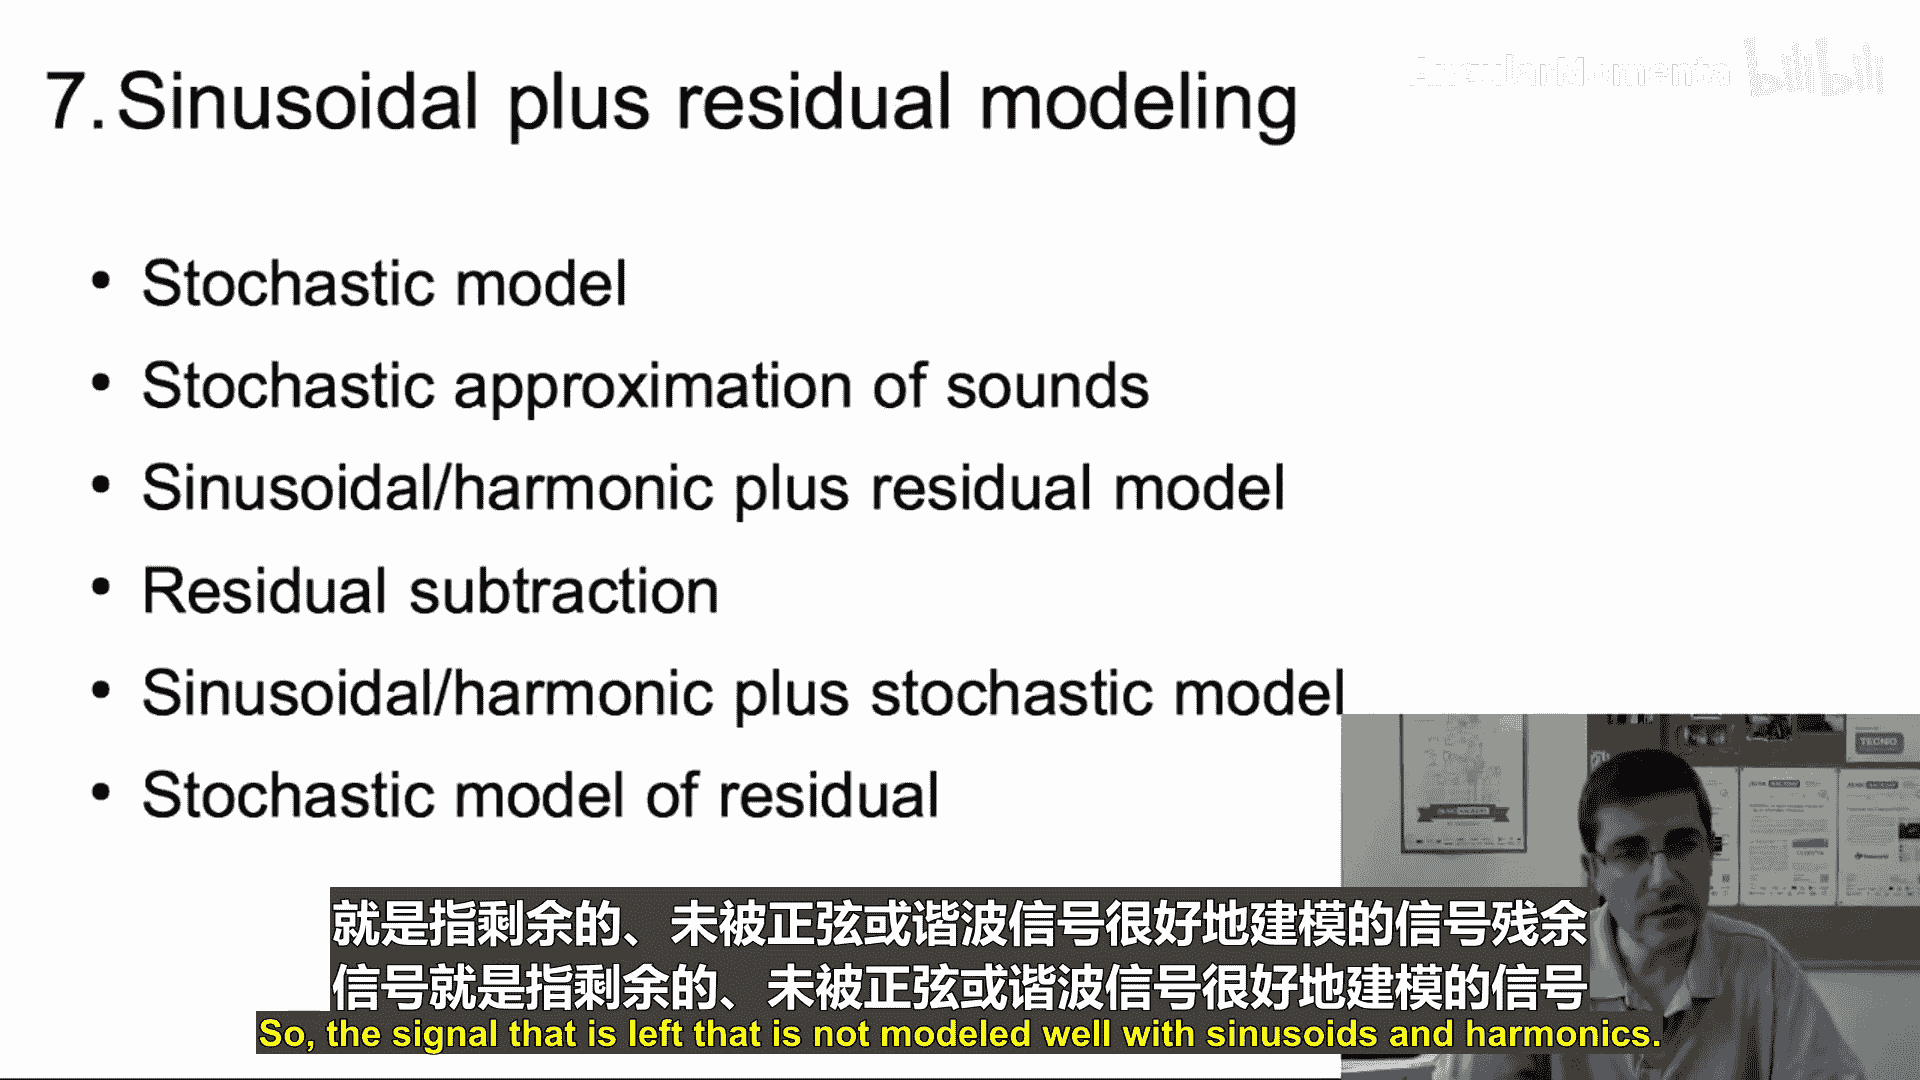 7. Sinusoidal plus residual modeling
bilibili
• Stochastic model
• Stochastic approximation of sounds
• Sinusoidal/harmonic plus residual model
• Residual subtraction
• Sinusoidal/harmonic plus stochastic model
• Stochastic model of residual
TECNIO
就是指剩余的、未被正弦或谐波信号很好地建模的信号残余
信号就是指剩余的、未被正弦或谐波信号很好地建模的信号
So, the signal that is left that is not modeled well with sinusoids and harmonics.